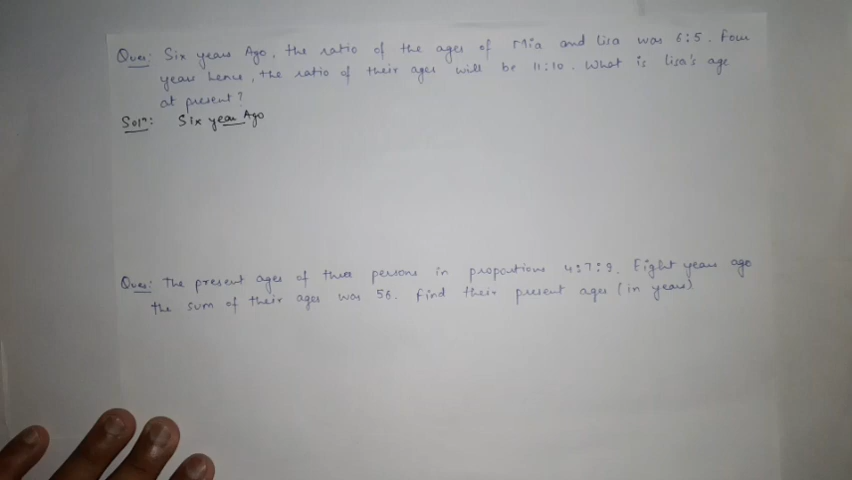 Ques: Six years Ago, the ratio of the ages of Mia and lisa was 6:5. Four
years hence, the ratio of their ages will be 11:10. What is lisa's age
at present?
Solⁿ: Six years Ago
Ques: The present ages of three persons in proportions 4:7:9. Eight years ago
the sum of their ages was 56. Find their present ages (in years)